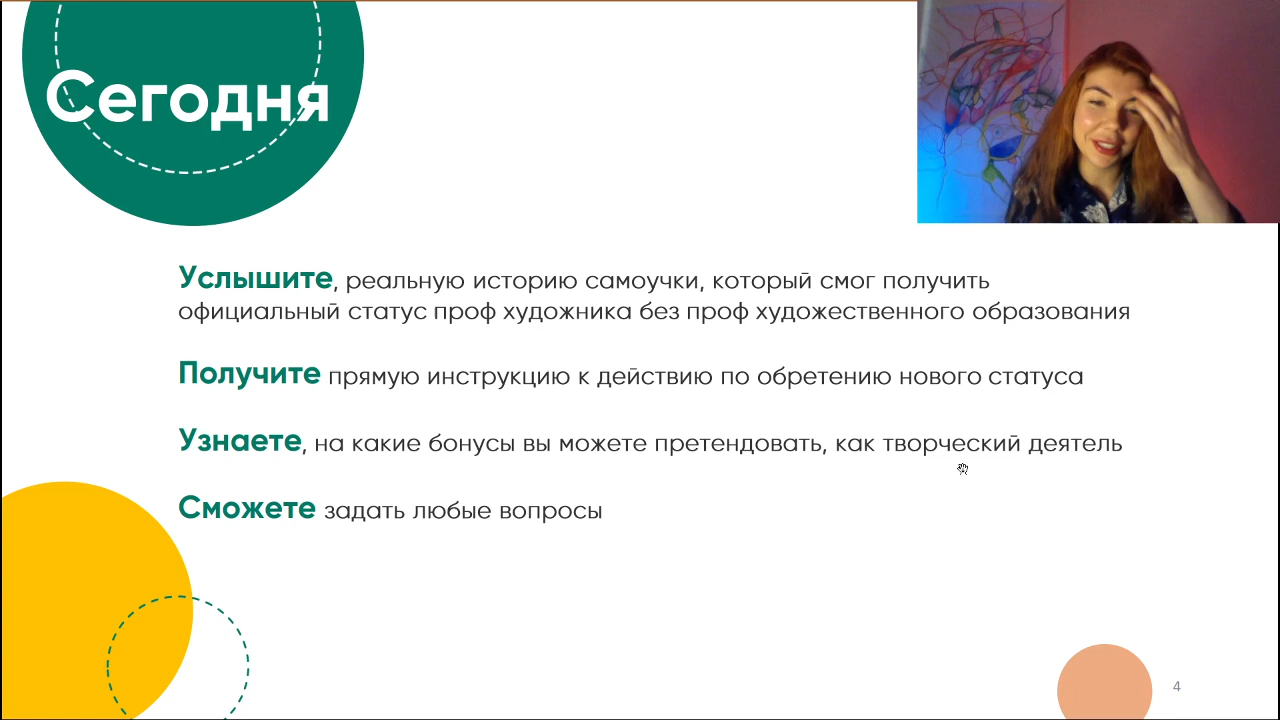 Сегодня
Услышите, реальную историю самоучки, который смог получить
официальный статус проф художника без проф художественного образования
Получите прямую инструкцию к действию по обретению нового статуса
Узнаете, на какие бонусы вы можете претендовать, как творческий деятель
Сможете задать любые вопросы
4